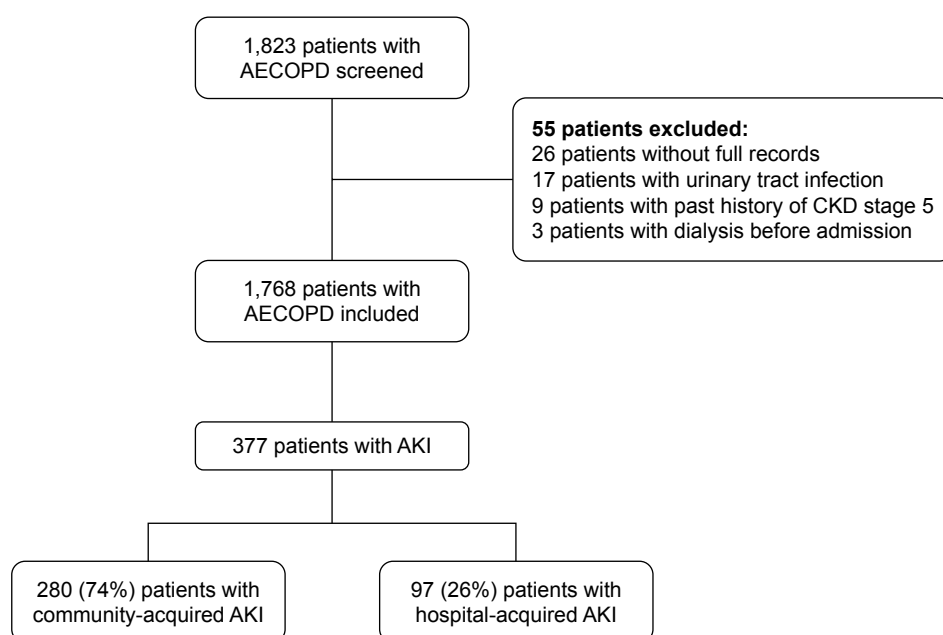 1,823 patients with
AECOPD screened
55 patients excluded:
26 patients without full records
17 patients with urinary tract infection
9 patients with past history of CKD stage 5
3 patients with dialysis before admission
1,768 patients with
AECOPD included
377 patients with AKI
280 (74%) patients with
community-acquired AKI
97 (26%) patients with
hospital-acquired AKI